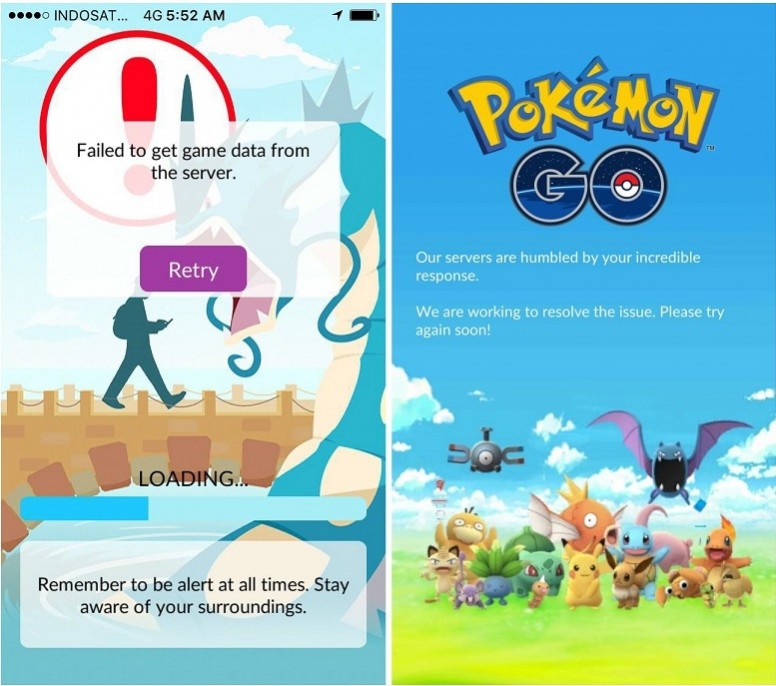 INDOSAT... 4G 5:52 AM
Failed to get game data from
the server.
Retry
LOADING...
Remember to be alert at all times. Stay
aware of your surroundings.
POKéMON
TM
GO
Our servers are humbled by your incredible
response.
We are working to resolve the issue. Please try
again soon!